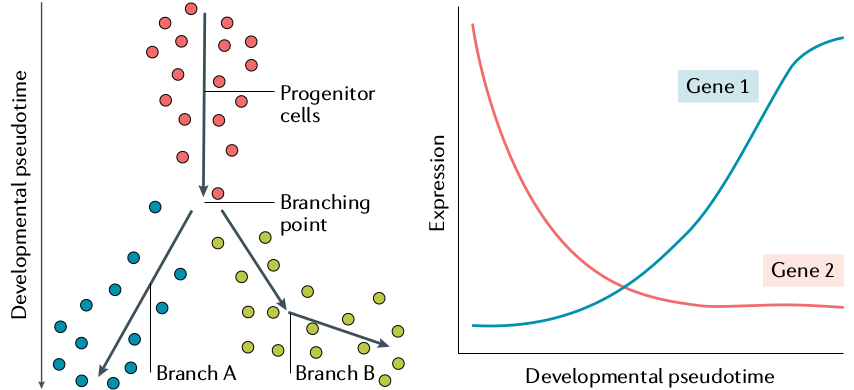 Developmental pseudotime
Progenitor
cells
Branching
point
Branch A
Branch B
Expression
Gene 1
Gene 2
Developmental pseudotime